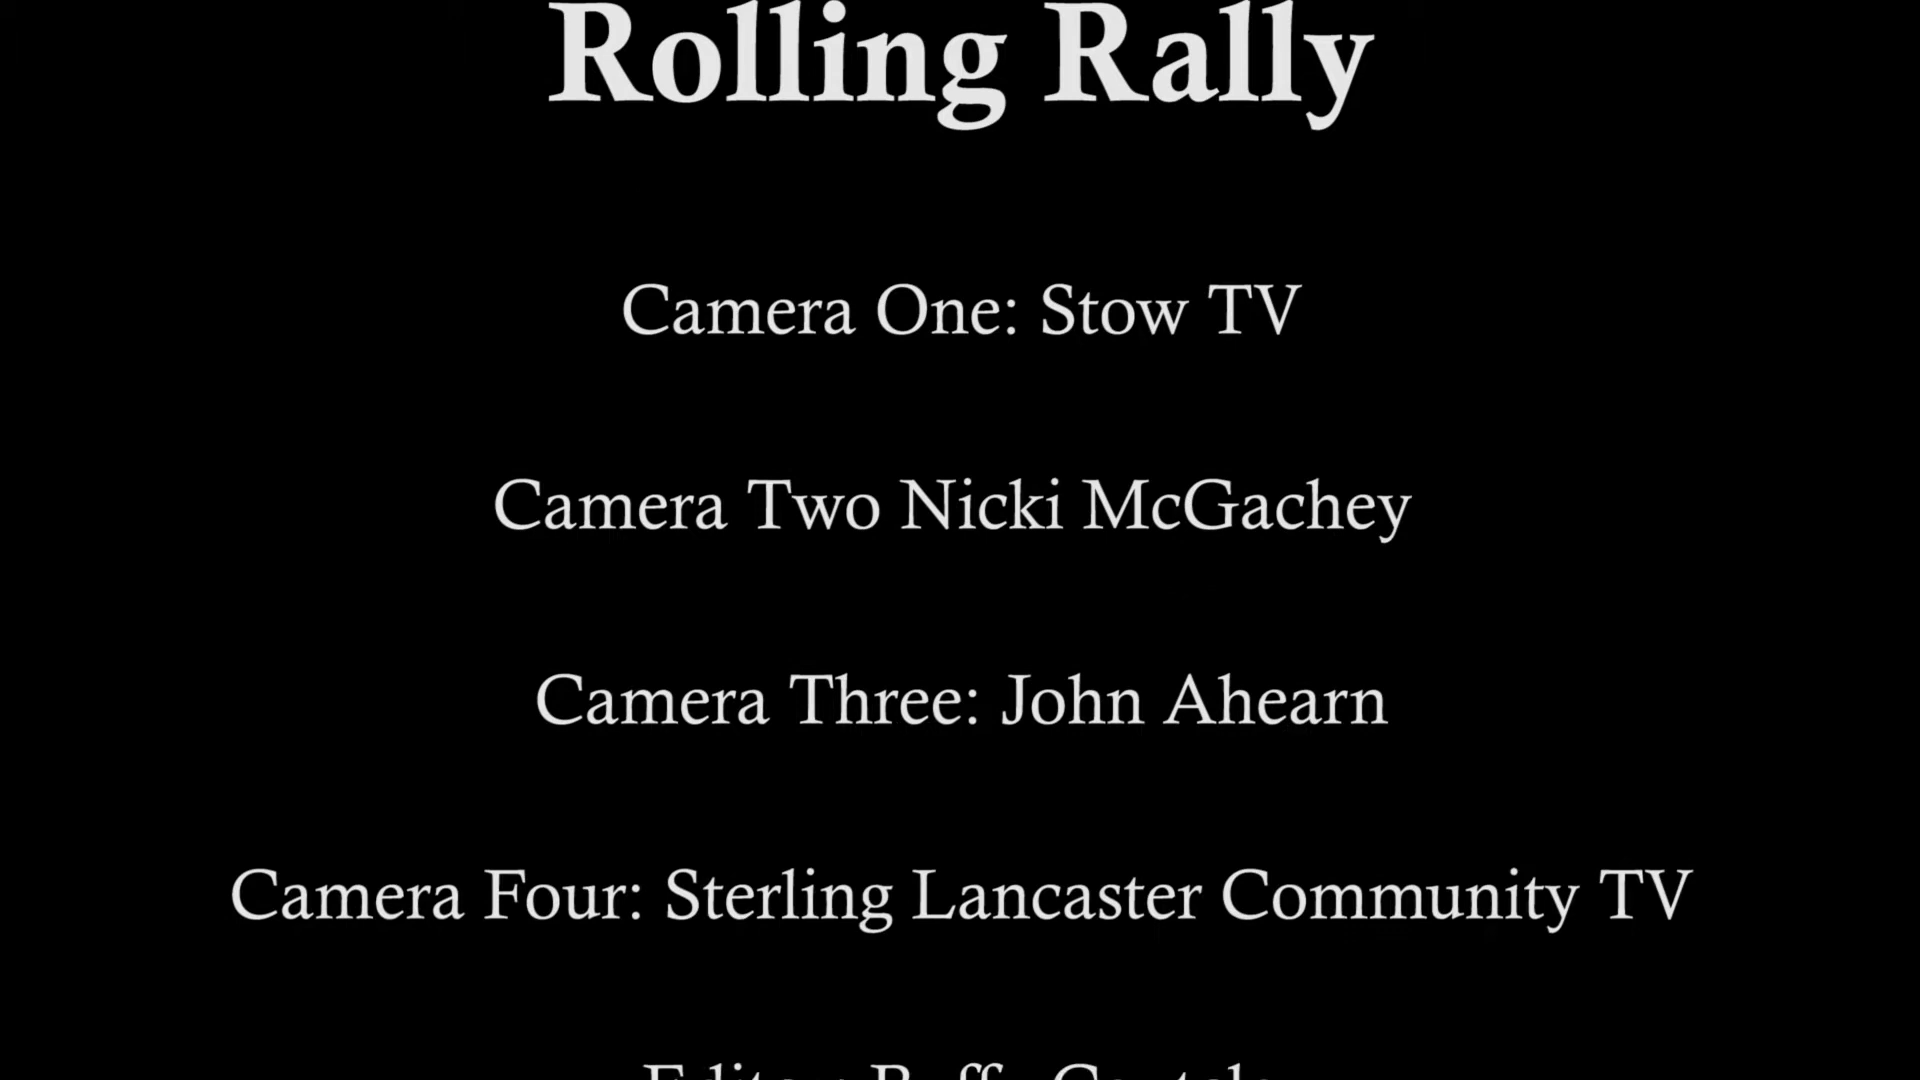 Rolling Rally
Camera One: Stow TV
Camera Two Nicki McGachey
Camera Three: John Ahearn
Camera Four: Sterling Lancaster Community TV
Editor: